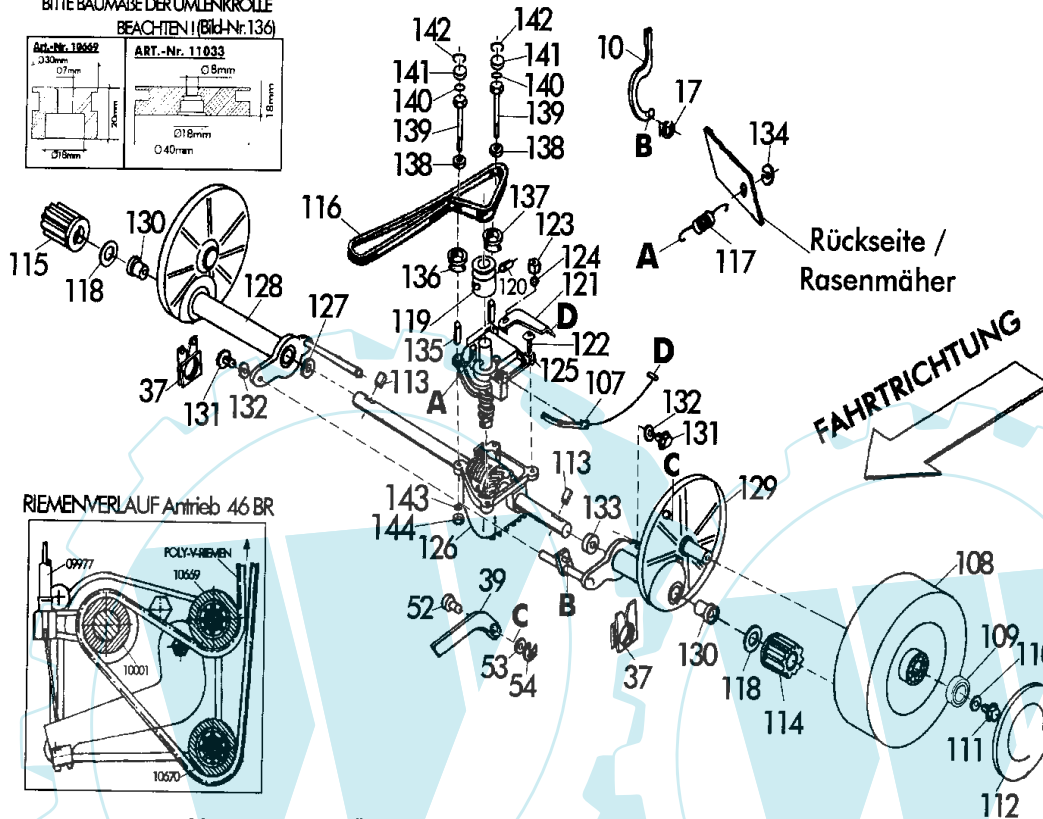 BITTE BAUMAßE DER UMLENKROLLE
BEACHTEN ! (Bild-Nr.136)
Art.-Nr. 10669
Ø30mm
Ø7mm
20mm
Ø18mm
ART.-Nr. 11033
Ø8mm
18mm
Ø18mm
Ø40mm
142
142
141
141
140
140
139
139
138
138
10
17
B
134
116
137
123
124
136
120
121
119
D
122
135
125
A
117
Rückseite /
Rasenmäher
115
118
130
128
127
37
131
132
113
A
107
D
132
131
FAHRTRICHTUNG
C
129
113
133
143
144
126
RIEMENVERLAUF Antrieb 46 BR
POLY-V-RIEMEN
09977
10669
10001
10670
39
52
C
53
54
B
37
130
118
114
108
109
111
112